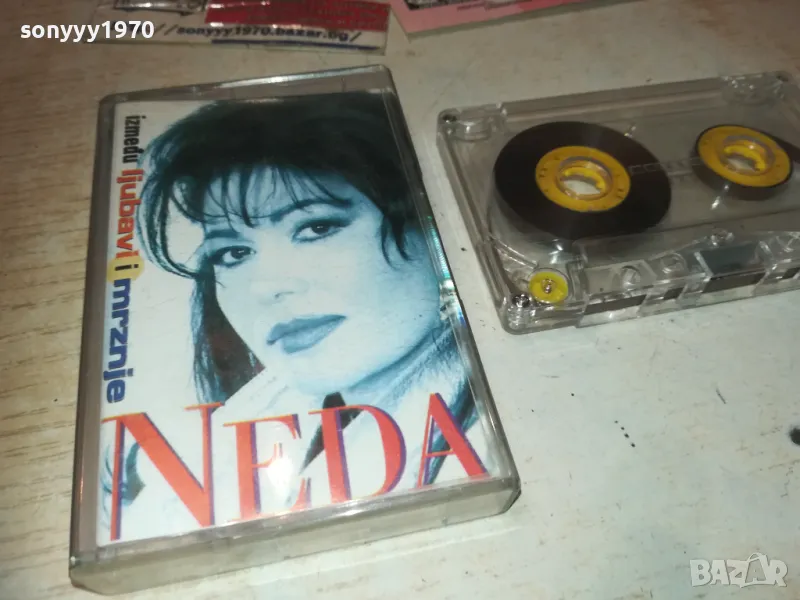 sonyyy1970
//sonyyy1970.bazar.bg/
između ljubavi i mrznje
NEDA
BAZAR